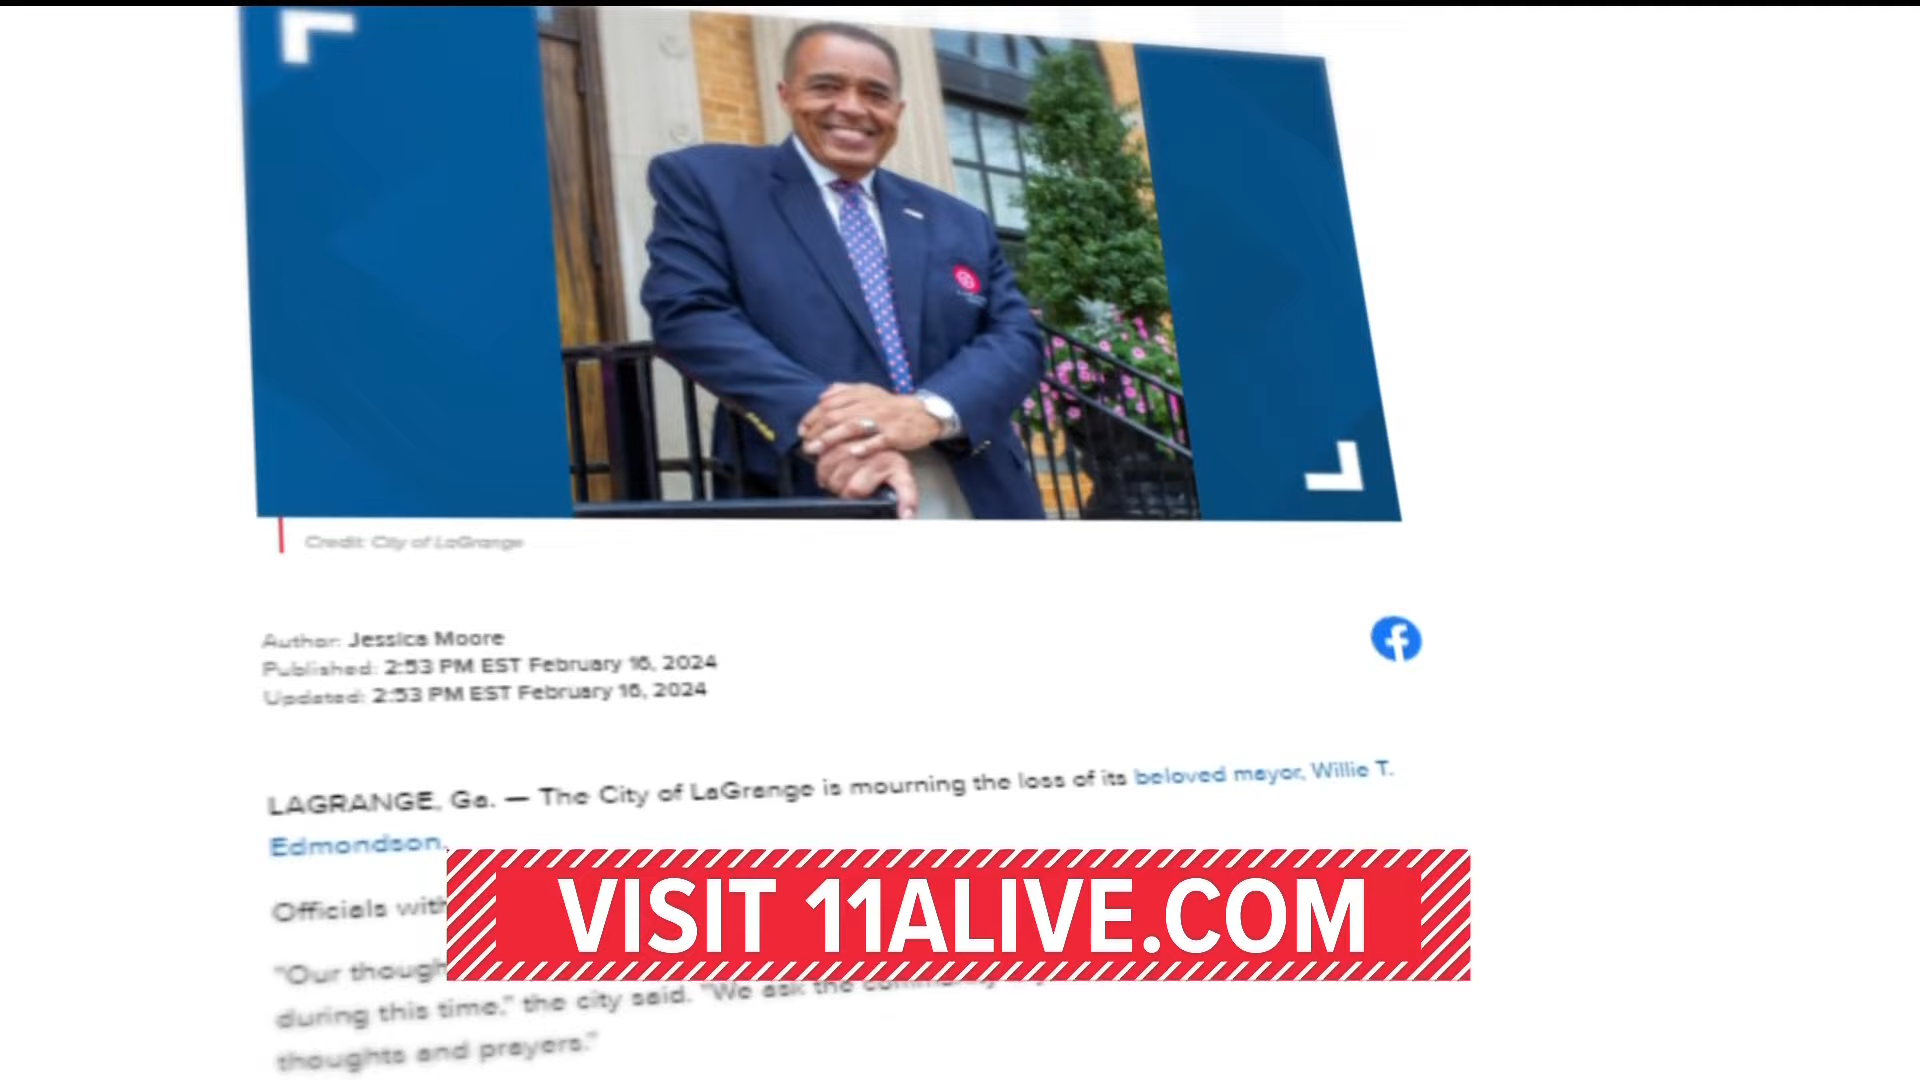 Credit: City of LaGrange
Author: Jessica Moore
Published: 2:53 PM EST February 16, 2024
Updated: 2:53 PM EST February 16, 2024
LAGRANGE, Ga. — The City of LaGrange is mourning the loss of its beloved mayor, Willie T.
Edmondson.
Officials with
VISIT 11ALIVE.COM
"Our though
during this time," the city said. "We ask the
thoughts and prayers."